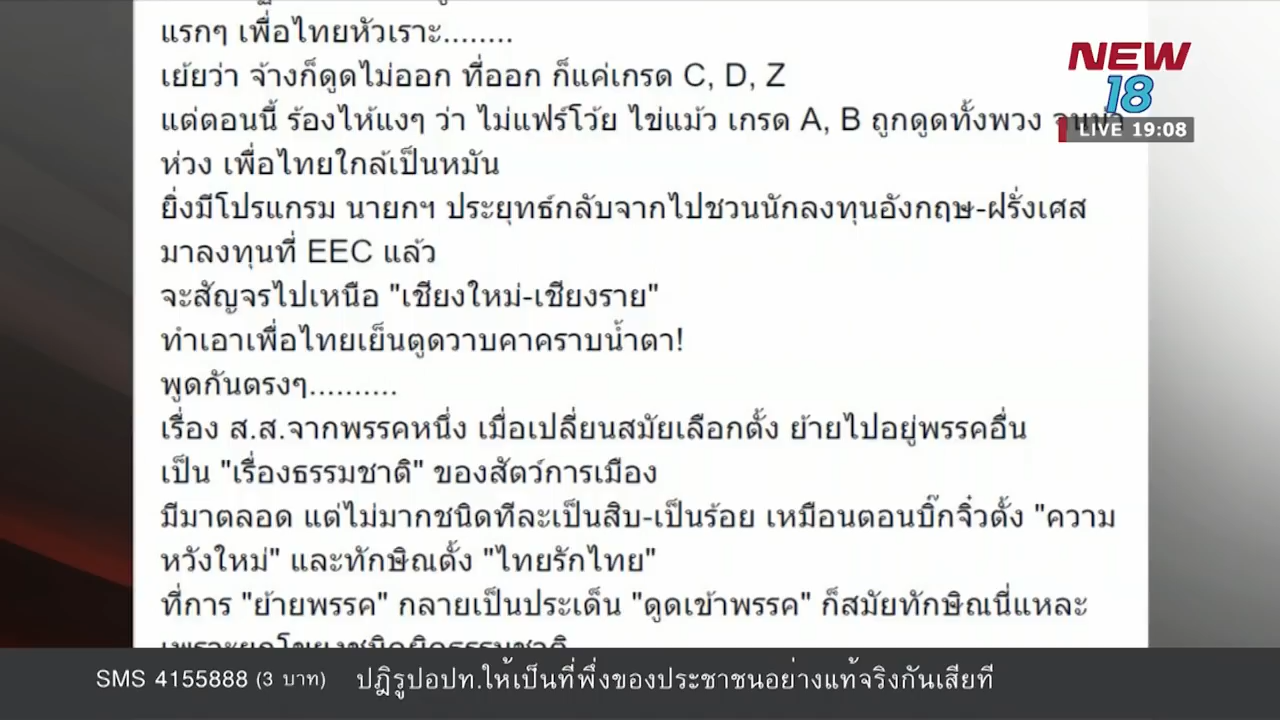 แรกๆ เพื่อไทยหัวเราะ........
เย้ยว่า จ้างก็ดูดไม่ออก ที่ออก ก็แค่เกรด C, D, Z
แต่ตอนนี้ ร้องไห้แงๆ ว่า ไม่แฟร์โว้ย ไข่แม้ว เกรด A, B ถูกดูดทั้งพวง
ห่วง เพื่อไทยใกล้เป็นหมัน
ยิ่งมีโปรแกรม นายกฯ ประยุทธ์กลับจากไปชวนนักลงทุนอังกฤษ-ฝรั่งเศส
มาลงทุนที่ EEC แล้ว
จะสัญจรไปเหนือ "เชียงใหม่-เชียงราย"
ทำเอาเพื่อไทยเย็นตูดวาบคาคราบน้ำตา!
พูดกันตรงๆ..........
เรื่อง ส.ส.จากพรรคหนึ่ง เมื่อเปลี่ยนสมัยเลือกตั้ง ย้ายไปอยู่พรรคอื่น
เป็น "เรื่องธรรมชาติ" ของสัตว์การเมือง
มีมาตลอด แต่ไม่มากชนิดทีละเป็นสิบ-เป็นร้อย เหมือนตอนบิ๊กจิ๋วตั้ง "ความ
หวังใหม่" และทักษิณตั้ง "ไทยรักไทย"
ที่การ "ย้ายพรรค" กลายเป็นประเด็น "ดูดเข้าพรรค" ก็สมัยทักษิณนี่แหละ
NEW
18
LIVE 19:08
SMS 4155888 (3 บาท) ปฎิรูปอปท.ให้เป็นที่พึ่งของประชาชนอย่างแท้จริงกันเสียที